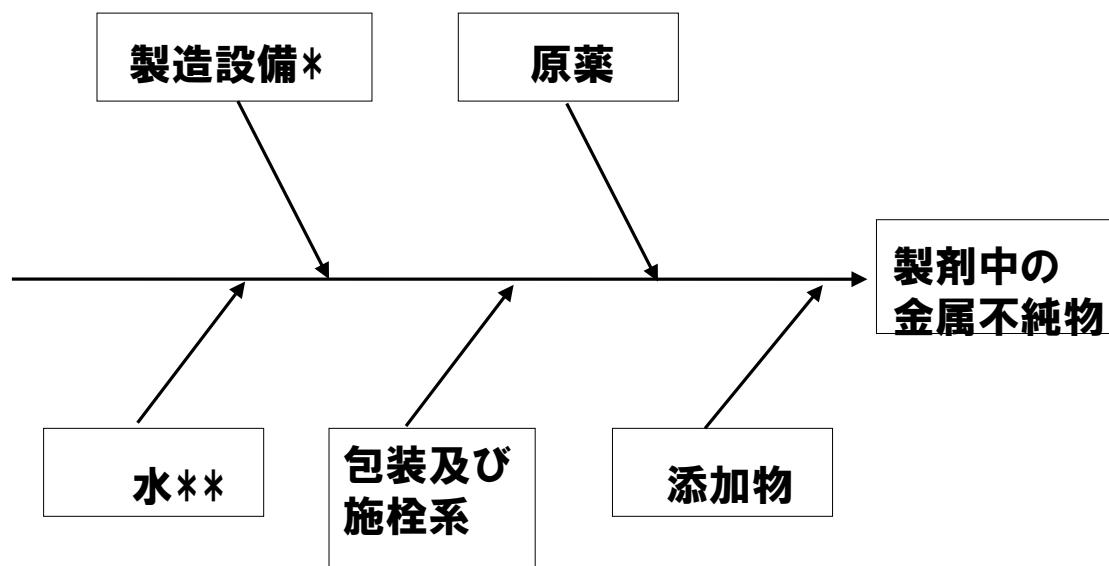 製造設備*
原薬
製剤中の
金属不純物
水**
包装及び
施栓系
添加物